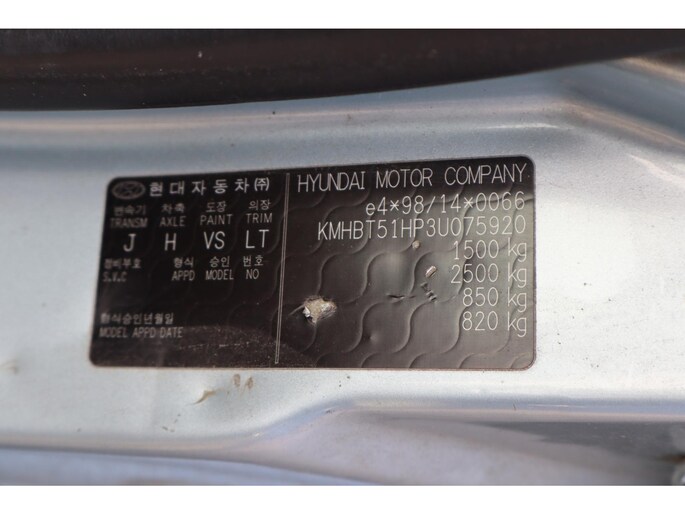 현대자동차㈜
변속기 차축 도장 의장
TRANSM AXLE PAINT TRIM
J H VS LT
정비부호 형식 승인 번호
S.V.C APPD MODEL NO
형식승인년월일
MODEL APPD DATE
HYUNDAI MOTOR COMPANY
e4*98/14*0066
KMHBT51HP3U075920
1500 kg
2500 kg
850 kg
820 kg